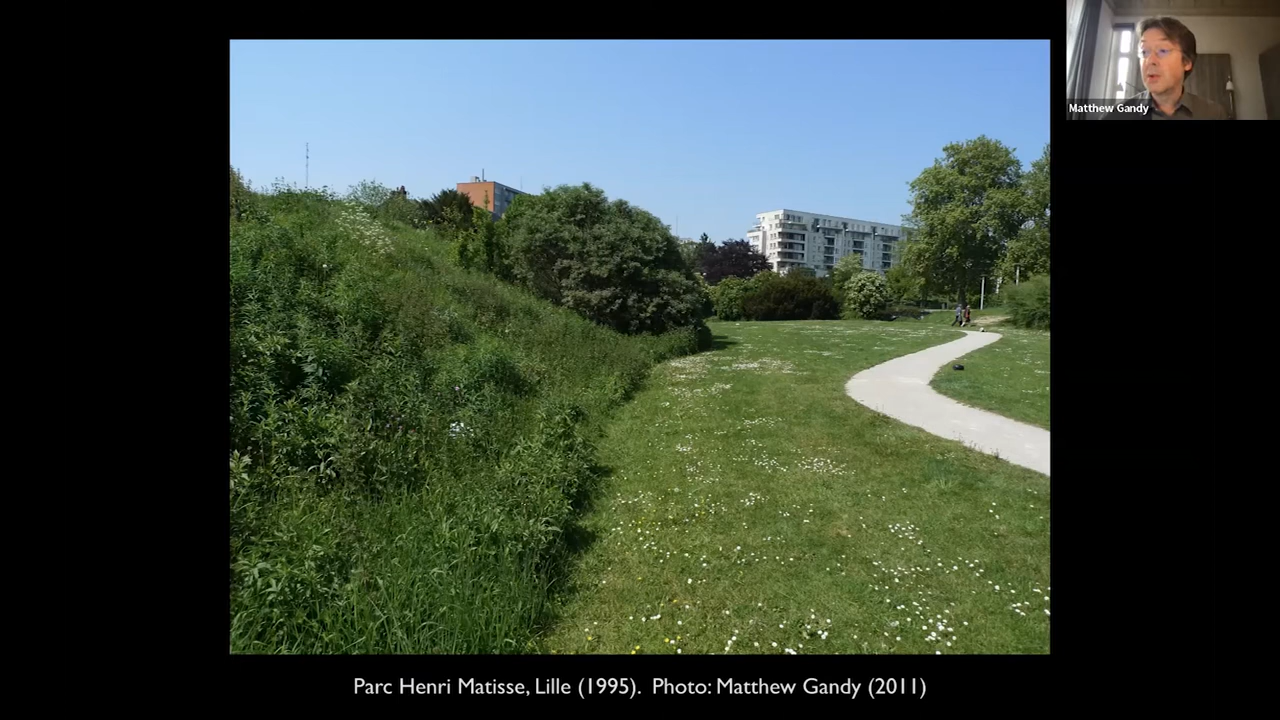 Matthew Gandy
Parc Henri Matisse, Lille (1995). Photo: Matthew Gandy (2011)